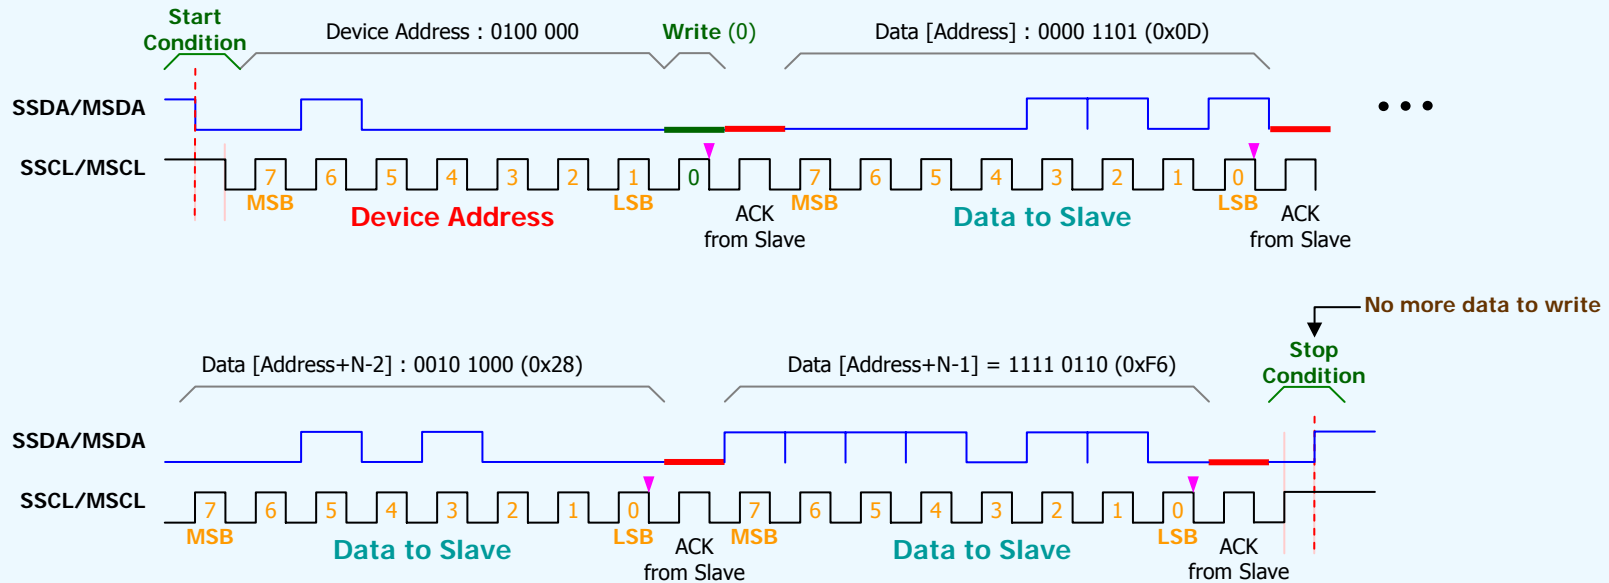 Start
Condition
Device Address : 0100 000
Write (0)
Data [Address] : 0000 1101 (0x0D)
SSDA/MSDA
SSCL/MSCL
7 6 5 4 3 2 1 0 7 6 5 4 3 2 1 0
MSB LSB MSB LSB
Device Address
ACK
from Slave
Data to Slave
ACK
from Slave
No more data to write
Data [Address+N-2] : 0010 1000 (0x28)
Data [Address+N-1] = 1111 0110 (0xF6)
Stop
Condition
SSDA/MSDA
SSCL/MSCL
7 6 5 4 3 2 1 0 7 6 5 4 3 2 1 0
MSB LSB MSB LSB
Data to Slave
ACK
from Slave
Data to Slave
ACK
from Slave